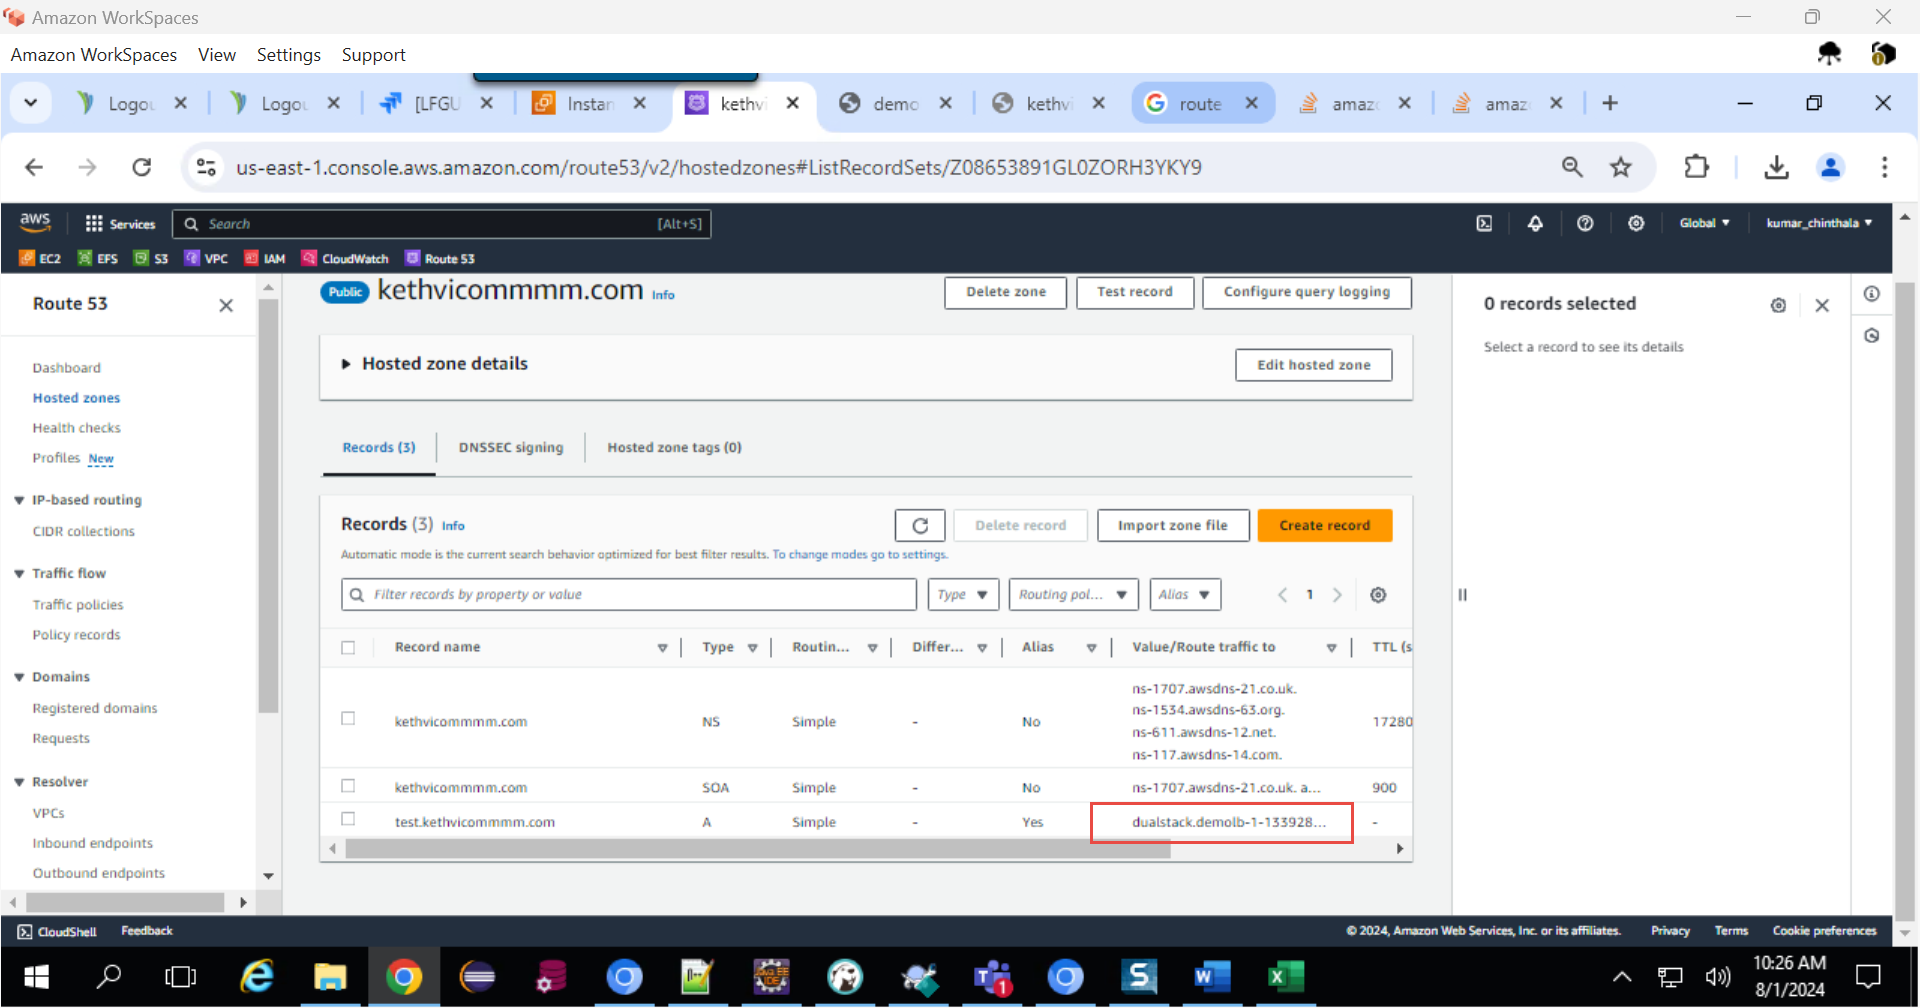 Amazon WorkSpaces
Amazon WorkSpaces View Settings Support
Logou [LFGU Instan kethvi demo kethvi route amaz amaz
us-east-1.console.aws.amazon.com/route53/v2/hostedzones#ListRecordSets/Z08653891GL0ZORH3YKY9
aws Services Search [Alt+S] Global kumar_chinthala
EC2 EFS S3 VPC IAM CloudWatch Route 53
Route 53
Dashboard
Hosted zones
Health checks
Profiles New
IP-based routing
CIDR collections
Traffic flow
Traffic policies
Policy records
Domains
Registered domains
Requests
Resolver
VPCs
Inbound endpoints
Outbound endpoints
Public kethvicommmm.com Info
Delete zone Test record Configure query logging
Hosted zone details Edit hosted zone
Records (3) DNSSEC signing Hosted zone tags (0)
Records (3) Info
Delete record Import zone file Create record
Automatic mode is the current search behavior optimized for best filter results. To change modes go to settings.
Filter records by property or value Type Routing pol... Alias 1
Record name Type Routin... Differ... Alias Value/Route traffic to TTL (s
kethvicommmm.com NS Simple - No ns-1707.awsdns-21.co.uk. 17280
ns-1534.awsdns-63.org.
ns-611.awsdns-12.net.
ns-117.awsdns-14.com.
kethvicommmm.com SOA Simple - No ns-1707.awsdns-21.co.uk. a... 900
test.kethvicommmm.com A Simple - Yes dualstack.demolb-1-133928... -
0 records selected
Select a record to see its details
CloudShell Feedback © 2024, Amazon Web Services, Inc. or its affiliates. Privacy Terms Cookie preferences
10:26 AM
8/1/2024